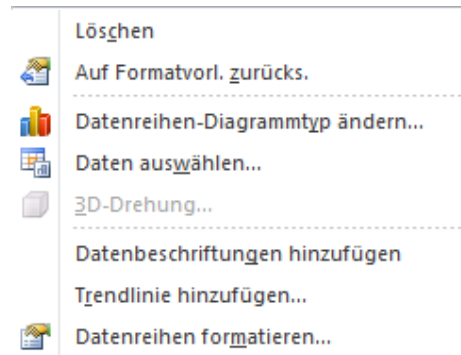 Löschen
Auf Formatvorl. zurücks.
Datenreihen-Diagrammtyp ändern...
Daten auswählen...
3D-Drehung...
Datenbeschriftungen hinzufügen
Trendlinie hinzufügen...
Datenreihen formatieren...